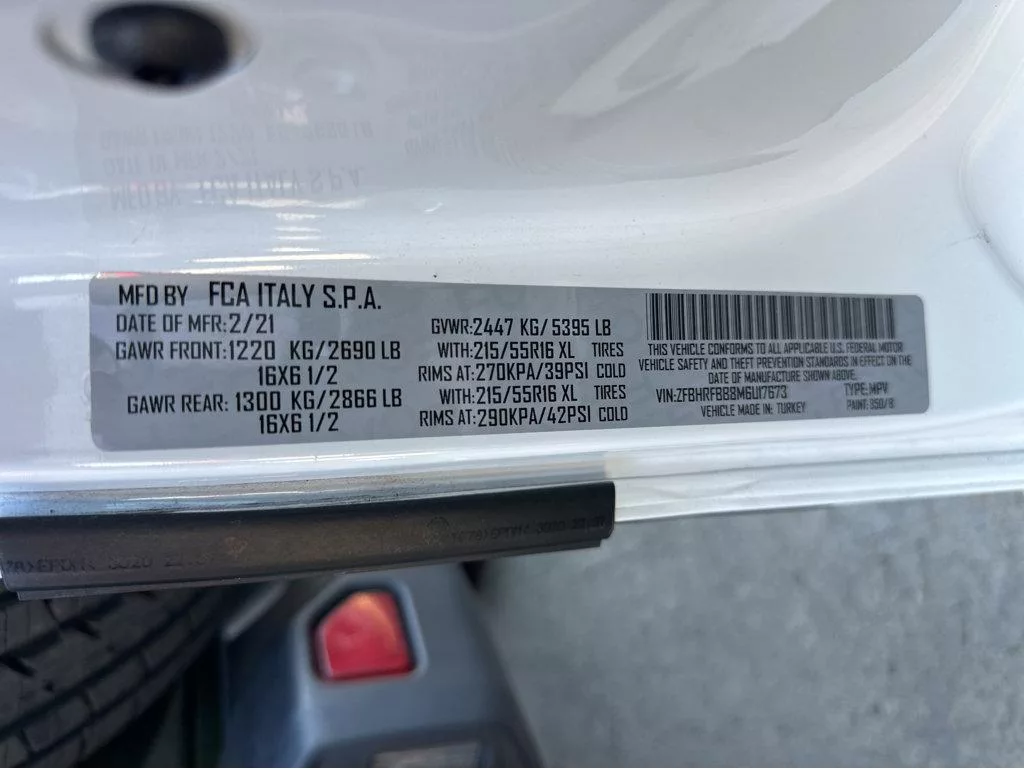 MFD BY FCA ITALY S.P.A.
DATE OF MFR: 2/21
GAWR FRONT: 1220 KG/2690 LB
16X6 1/2
GAWR REAR: 1300 KG/2866 LB
16X6 1/2
GVWR: 2447 KG/ 5395 LB
WITH: 215/55R16 XL TIRES
RIMS AT: 270KPA/39PSI COLD
WITH: 215/55R16 XL TIRES
RIMS AT: 290KPA/42PSI COLD
THIS VEHICLE CONFORMS TO ALL APPLICABLE U.S. FEDERAL MOTOR
VEHICLE SAFETY AND THEFT PREVENTION STANDARDS IN EFFECT ON THE
DATE OF MANUFACTURE SHOWN ABOVE.
VIN: ZFBHRFBB8M6U17673 TYPE: MPV
VEHICLE MADE IN: TURKEY PAINT: 950/B